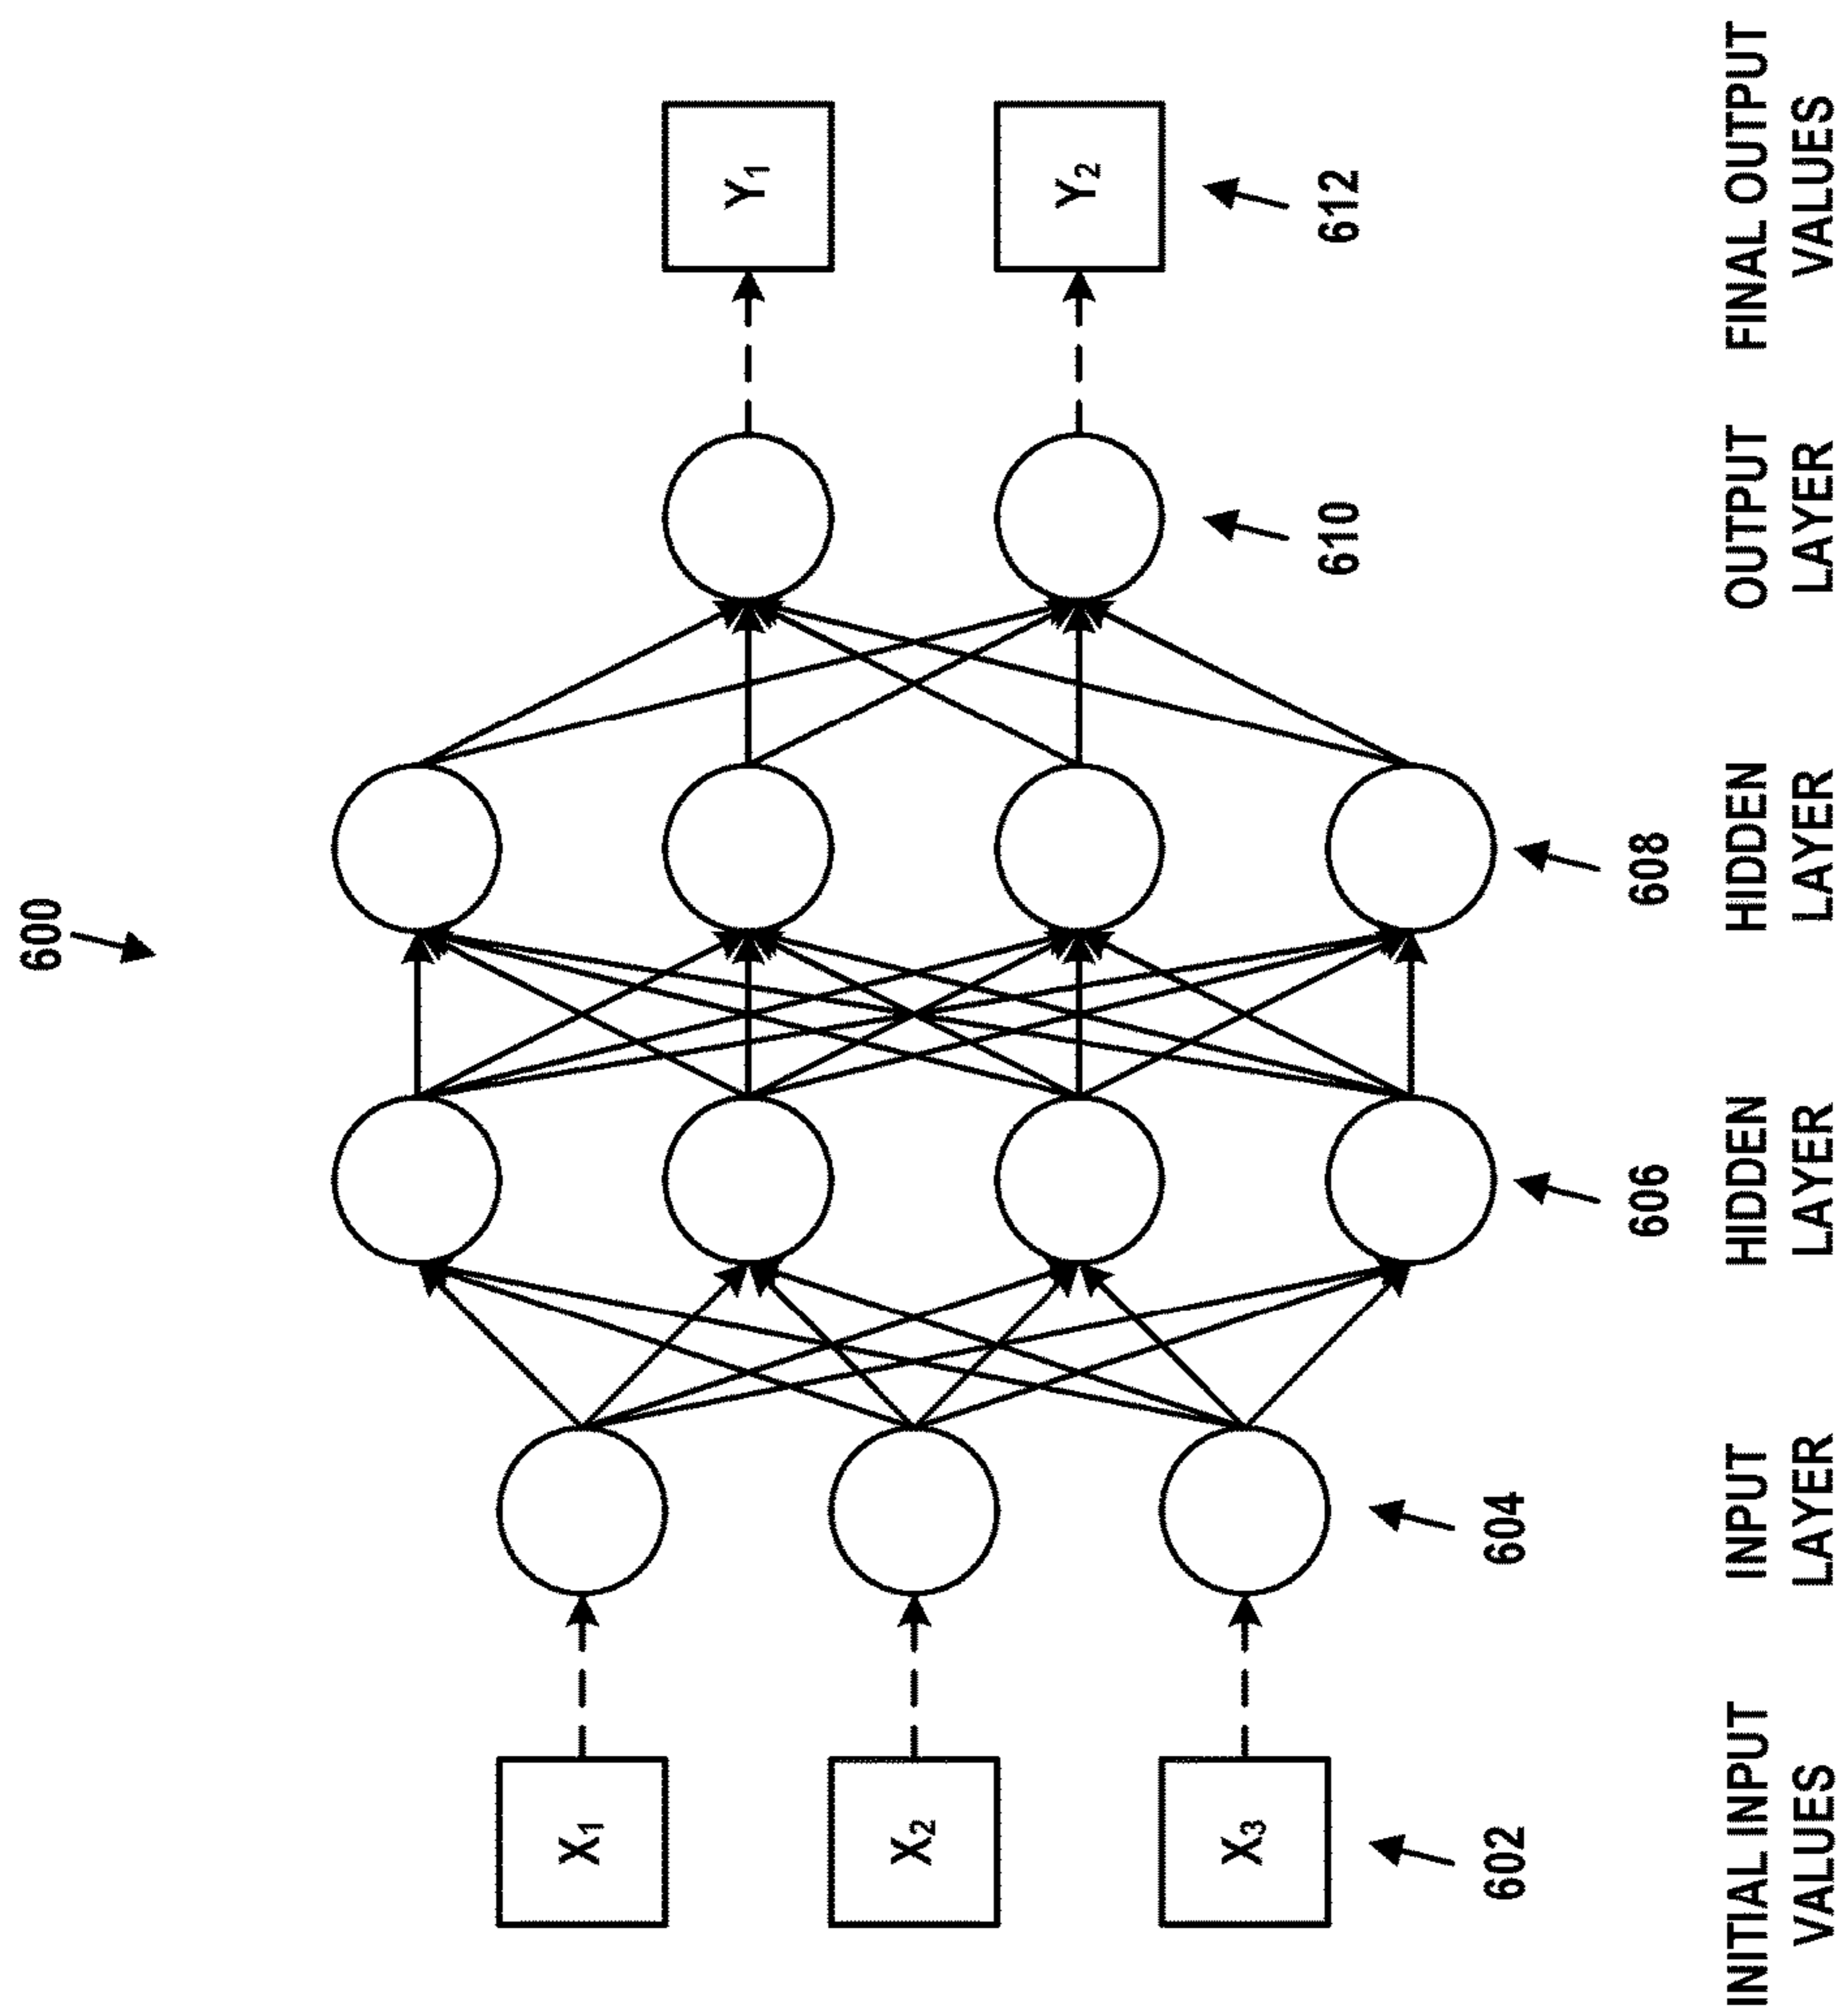 600
X1
X2
X3
Y1
Y2
602
604
606
608
610
612
INITIAL INPUT
VALUES
INPUT
LAYER
HIDDEN
LAYER
HIDDEN
LAYER
OUTPUT
LAYER
FINAL OUTPUT
VALUES